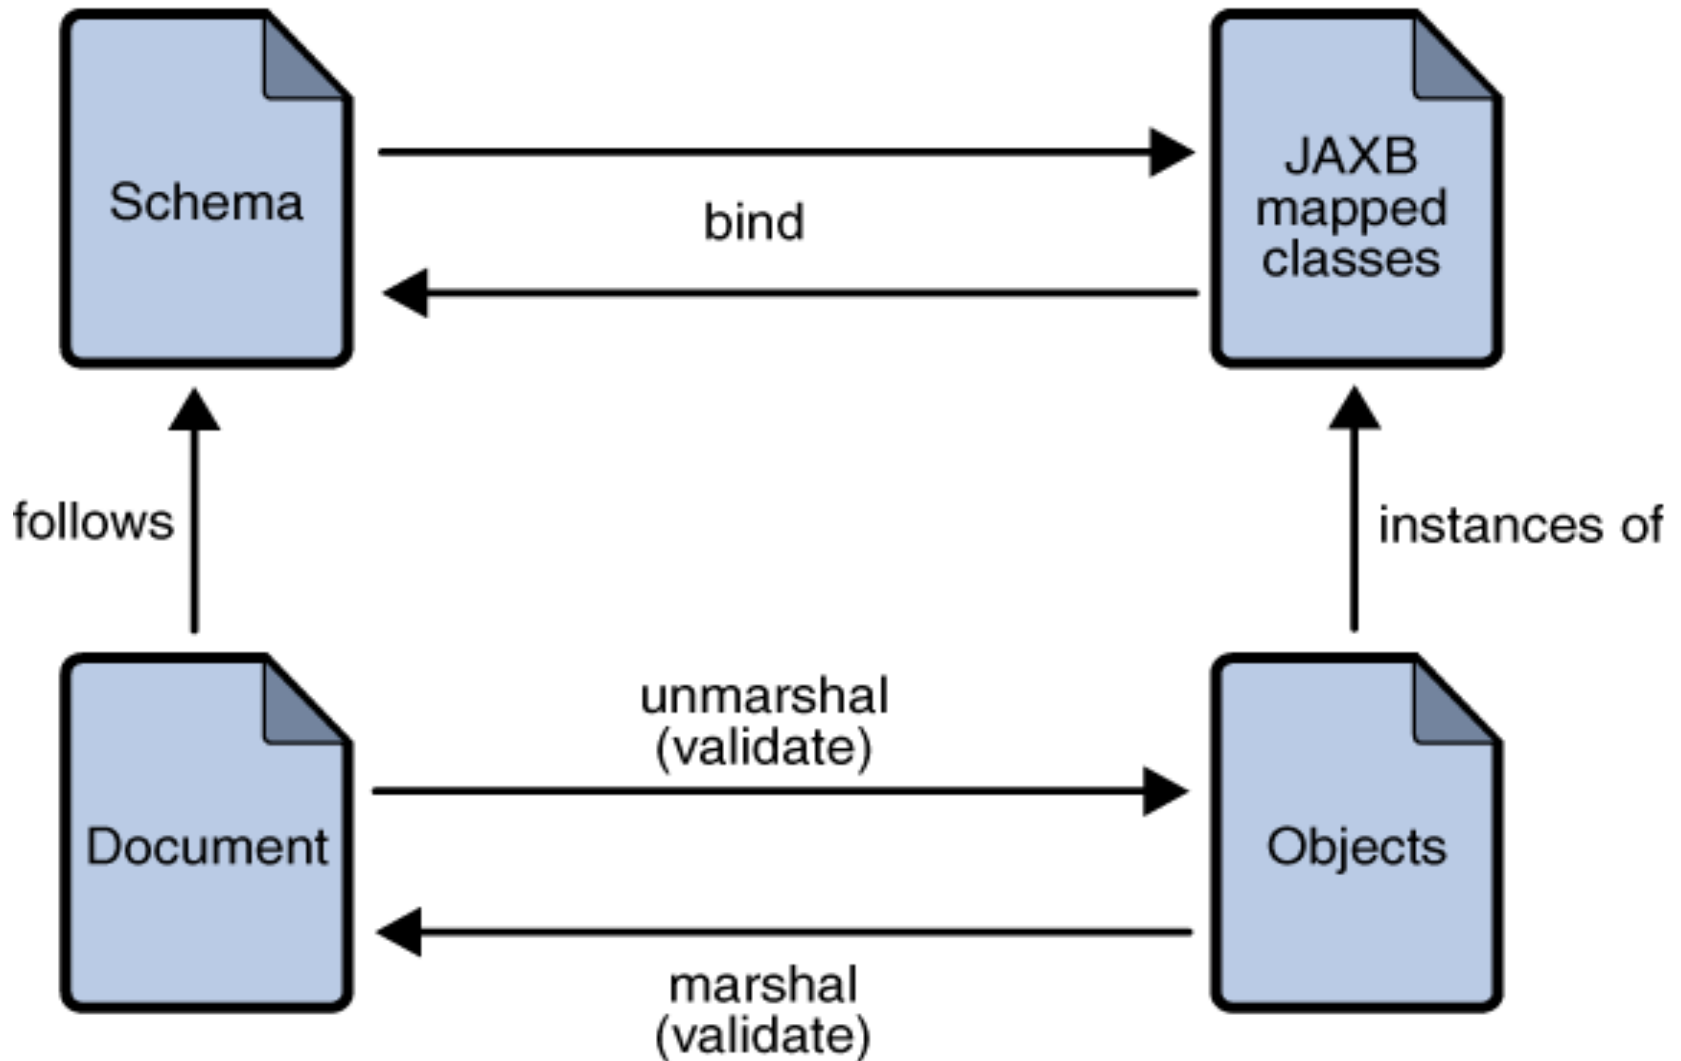 Schema
bind
JAXB
mapped
classes
follows
instances of
Document
unmarshal
(validate)
Objects
marshal
(validate)